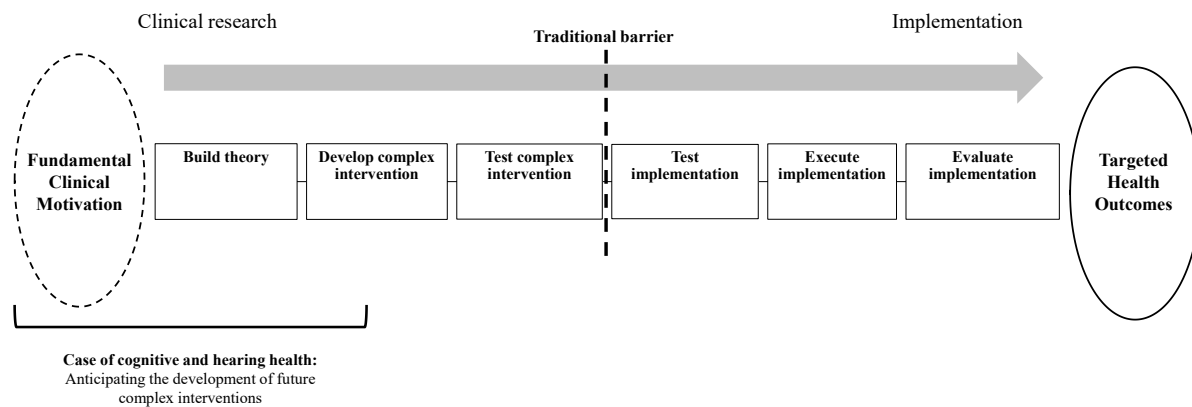 Clinical research
Implementation
Traditional barrier
Fundamental
Clinical
Motivation
Build theory
Develop complex
intervention
Test complex
intervention
Test
implementation
Execute
implementation
Evaluate
implementation
Targeted
Health
Outcomes
Case of cognitive and hearing health:
Anticipating the development of future
complex interventions